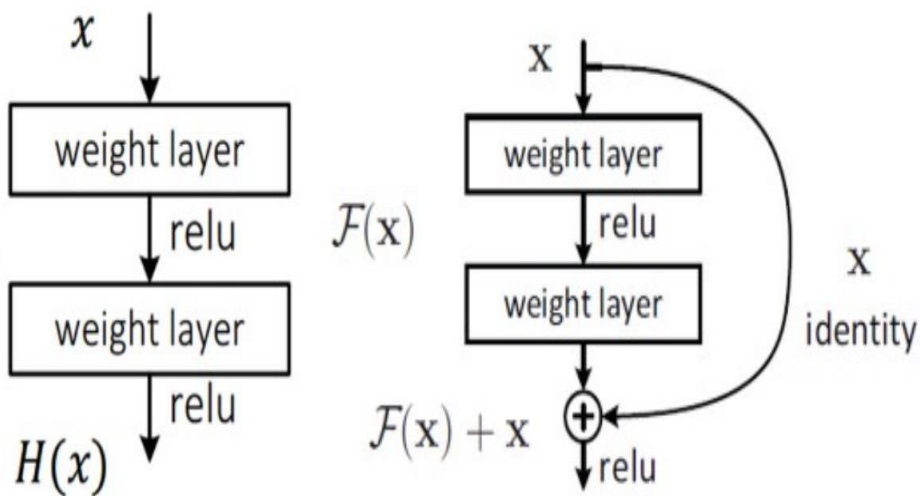 x
weight layer
relu
weight layer
relu
H(x)
x
weight layer
F(x)
relu
weight layer
x
identity
F(x) + x
relu